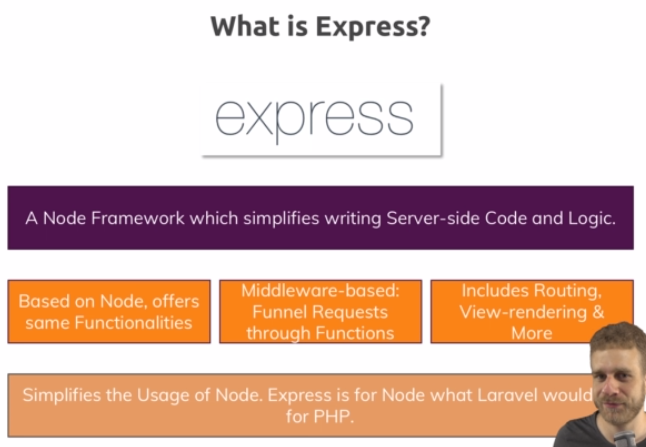 What is Express?
express
A Node Framework which simplifies writing Server-side Code and Logic.
Based on Node, offers
same Functionalities
Middleware-based:
Funnel Requests
through Functions
Includes Routing,
View-rendering &
More
Simplifies the Usage of Node. Express is for Node what Laravel would
for PHP.